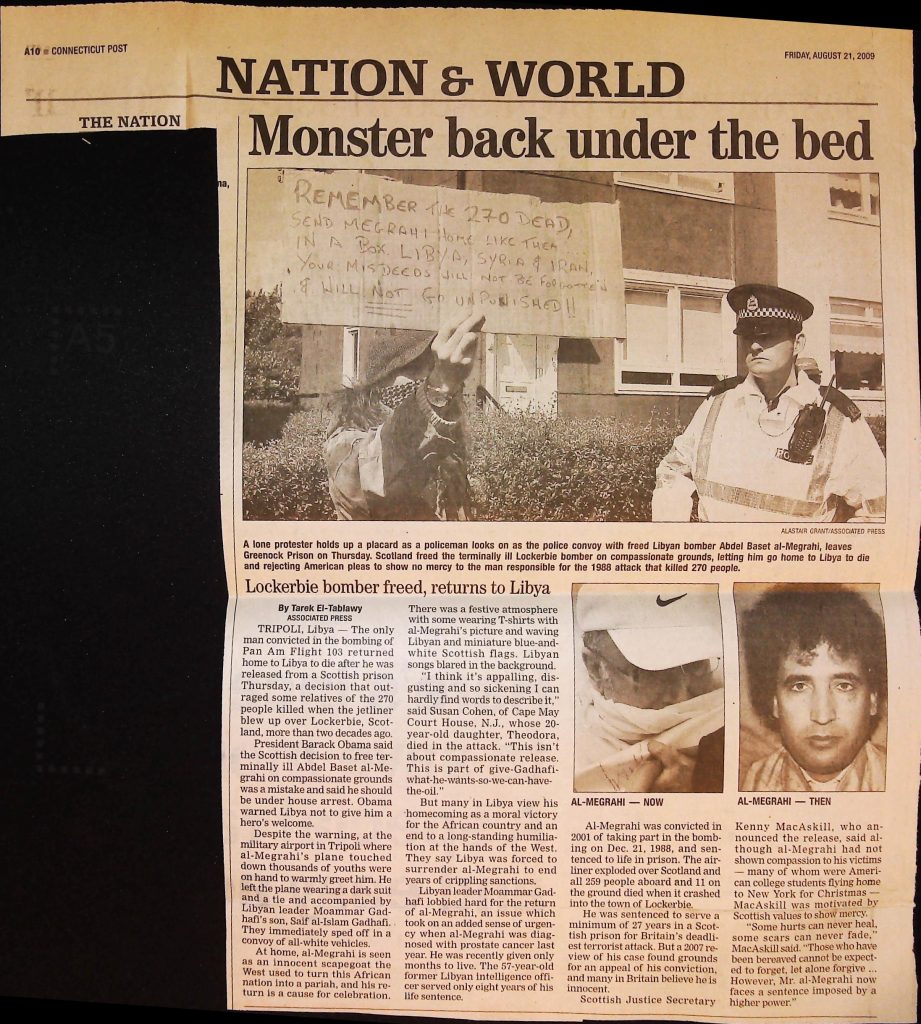 A10 ■ CONNECTICUT POST
FRIDAY, AUGUST 21, 2009
NATION & WORLD
THE NATION
na,
Monster back under the bed
REMEMBER THE 270 DEAD,
SEND MEGRAHI HOME LIKE THEM
IN A BOX. LIBYA, SYRIA & IRAN,
YOUR MISDEEDS WILL NOT BE FORGOTTEN
& WILL NOT GO UNPUNISHED!!
ALASTAIR GRANT/ASSOCIATED PRESS
A lone protester holds up a placard as a policeman looks on as the police convoy with freed Libyan bomber Abdel Baset al-Megrahi, leaves
Greenock Prison on Thursday. Scotland freed the terminally ill Lockerbie bomber on compassionate grounds, letting him go home to Libya to die
and rejecting American pleas to show no mercy to the man responsible for the 1988 attack that killed 270 people.
Lockerbie bomber freed, returns to Libya
By Tarek El-Tablawy
ASSOCIATED PRESS
TRIPOLI, Libya — The only
man convicted in the bombing of
Pan Am Flight 103 returned
home to Libya to die after he was
released from a Scottish prison
Thursday, a decision that out-
raged some relatives of the 270
people killed when the jetliner
blew up over Lockerbie, Scot-
land, more than two decades ago.
President Barack Obama said
the Scottish decision to free ter-
minally ill Abdel Baset al-Me-
grahi on compassionate grounds
was a mistake and said he should
be under house arrest. Obama
warned Libya not to give him a
hero's welcome.
Despite the warning, at the
military airport in Tripoli where
al-Megrahi's plane touched
down thousands of youths were
on hand to warmly greet him. He
left the plane wearing a dark suit
and a tie and accompanied by
Libyan leader Moammar Gad-
hafi's son, Saif al-Islam Gadhafi.
They immediately sped off in a
convoy of all-white vehicles.
At home, al-Megrahi is seen
as an innocent scapegoat the
West used to turn this African
nation into a pariah, and his re-
turn is a cause for celebration.
There was a festive atmosphere
with some wearing T-shirts with
al-Megrahi's picture and waving
Libyan and miniature blue-and-
white Scottish flags. Libyan
songs blared in the background.
"I think it's appalling, dis-
gusting and so sickening I can
hardly find words to describe it,"
said Susan Cohen, of Cape May
Court House, N.J., whose 20-
year-old daughter, Theodora,
died in the attack. "This isn't
about compassionate release.
This is part of give-Gadhafi-
what-he-wants-so-we-can-have-
the-oil."
But many in Libya view his
homecoming as a moral victory
for the African country and an
end to a long-standing humilia-
tion at the hands of the West.
They say Libya was forced to
surrender al-Megrahi to end
years of crippling sanctions.
Libyan leader Moammar Gad-
hafi lobbied hard for the return
of al-Megrahi, an issue which
took on an added sense of urgen-
cy when al-Megrahi was diag-
nosed with prostate cancer last
year. He was recently given only
months to live. The 57-year-old
former Libyan intelligence offi-
cer served only eight years of his
life sentence.
AL-MEGRAHI — NOW
AL-MEGRAHI — THEN
Al-Megrahi was convicted in
2001 of taking part in the bomb-
ing on Dec. 21, 1988, and sen-
tenced to life in prison. The air-
liner exploded over Scotland and
all 259 people aboard and 11 on
the ground died when it crashed
into the town of Lockerbie.
He was sentenced to serve a
minimum of 27 years in a Scot-
tish prison for Britain's deadli-
est terrorist attack. But a 2007 re-
view of his case found grounds
for an appeal of his conviction,
and many in Britain believe he is
innocent.
Scottish Justice Secretary
Kenny MacAskill, who an-
nounced the release, said al-
though al-Megrahi had not
shown compassion to his victims
— many of whom were Ameri-
can college students flying home
to New York for Christmas —
MacAskill was motivated by
Scottish values to show mercy.
"Some hurts can never heal,
some scars can never fade,"
MacAskill said. "Those who have
been bereaved cannot be expect-
ed to forget, let alone forgive ...
However, Mr. al-Megrahi now
faces a sentence imposed by a
higher power."